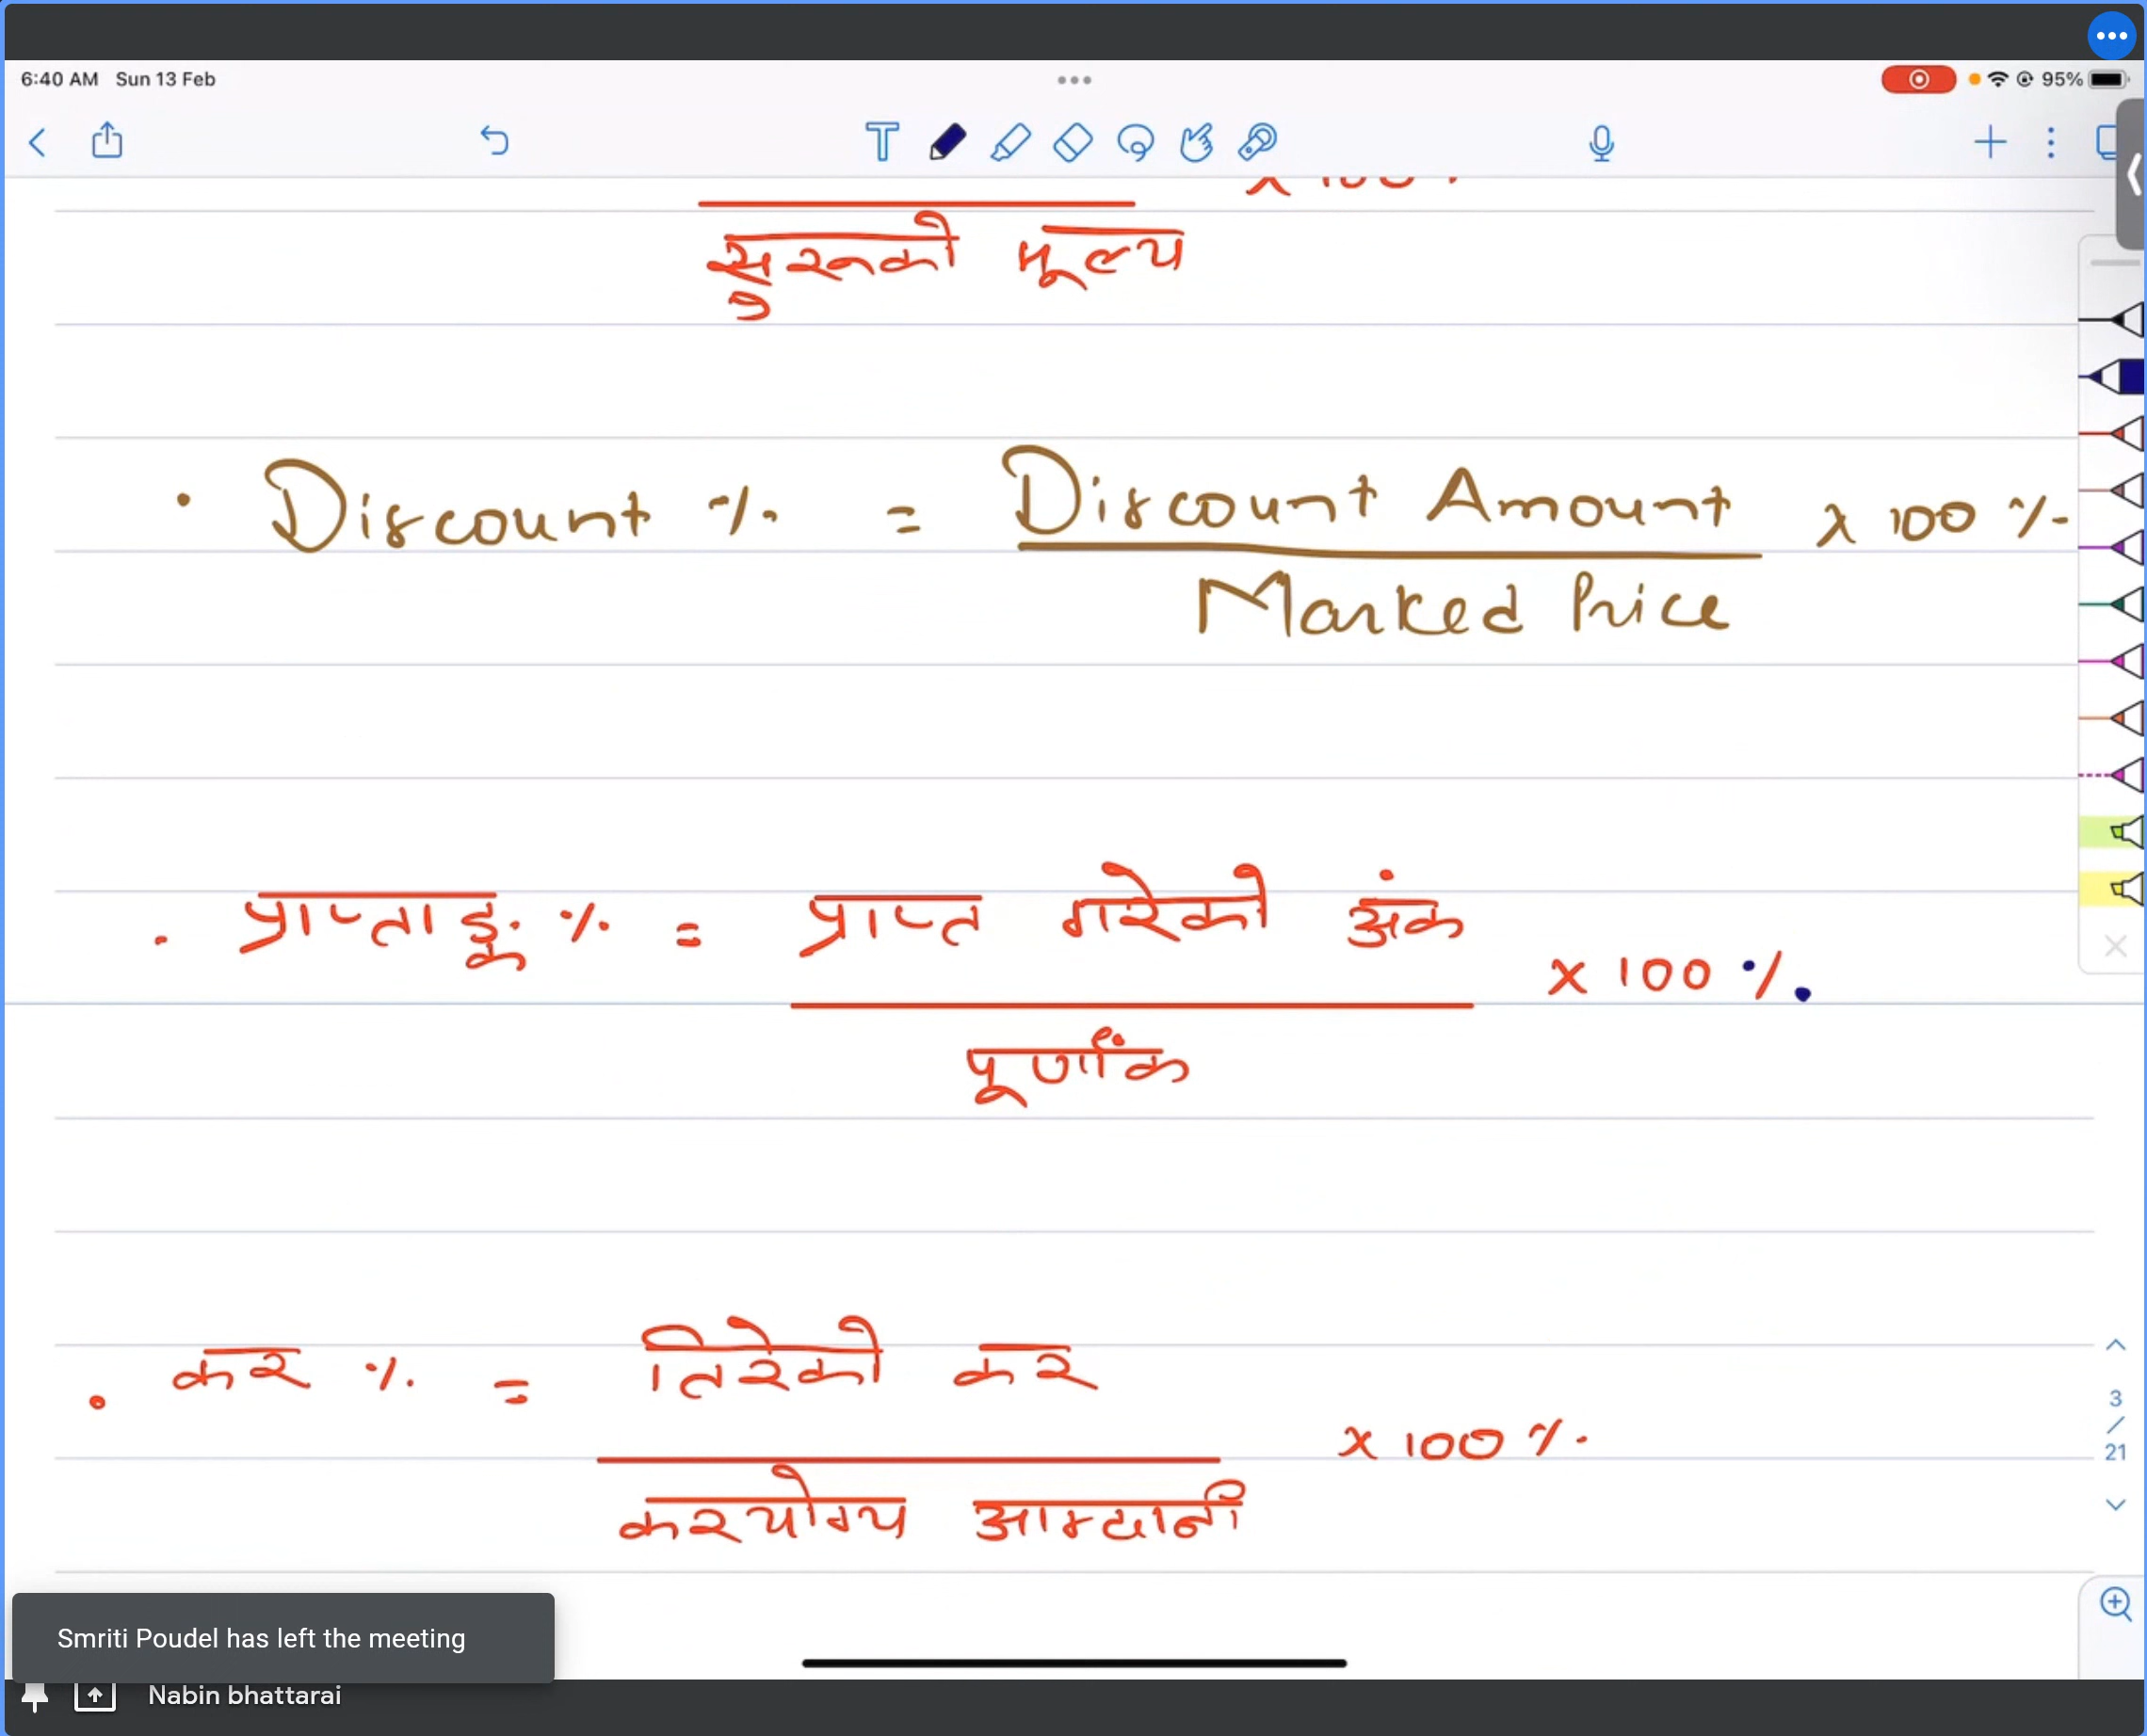 6:40 AM Sun 13 Feb
95%
x 100 %
सुरुको मूल्य
· Discount % = Discount Amount x 100 %
Marked Price
· प्राप्ताङ्क % = प्राप्त गरेको अंक x 100 %
पूर्णांक
· कर % = तिरेको कर x 100 %
करयोग्य आम्दानी
3
/
21
Smriti Poudel has left the meeting
Nabin bhattarai